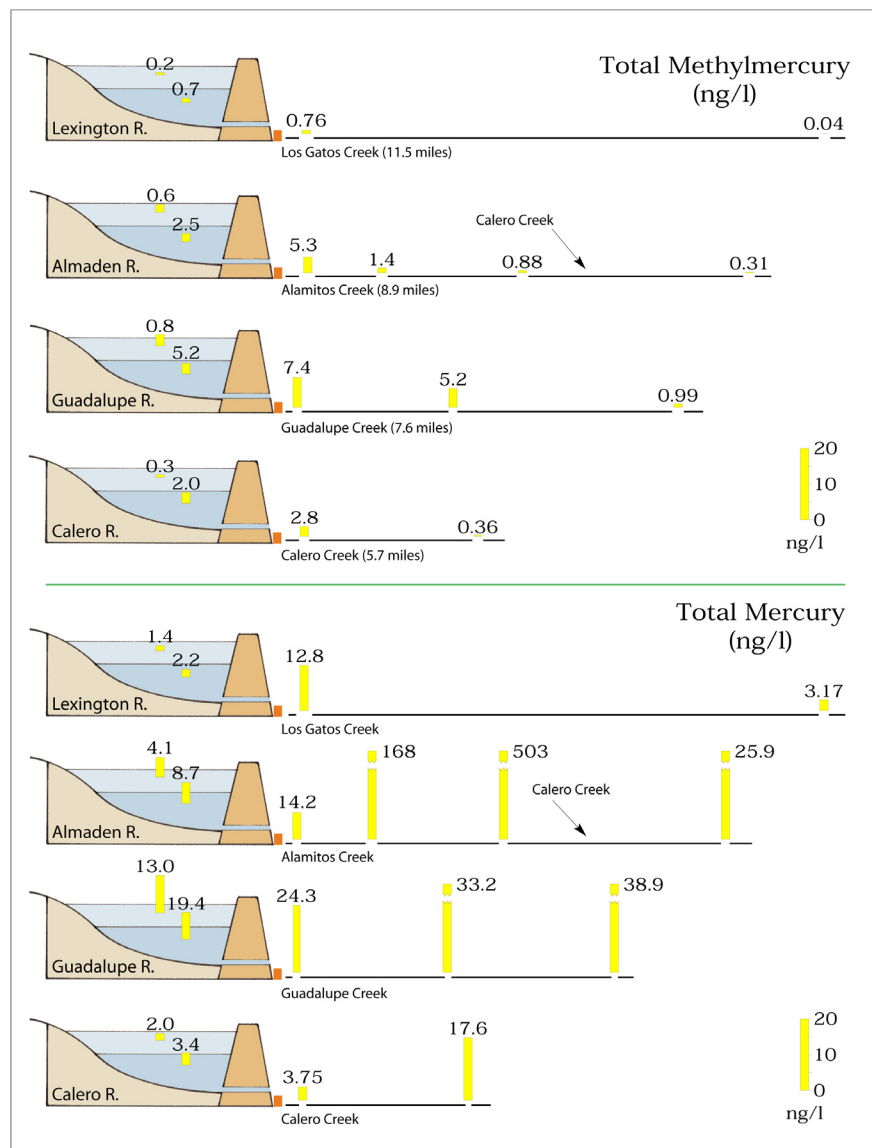 Total Methylmercury
(ng/l)
0.2
0.7
Lexington R.
0.76
0.04
Los Gatos Creek (11.5 miles)
0.6
2.5
Almaden R.
5.3
1.4
0.88
Calero Creek
0.31
Alamitos Creek (8.9 miles)
0.8
5.2
Guadalupe R.
7.4
5.2
0.99
Guadalupe Creek (7.6 miles)
0.3
2.0
Calero R.
2.8
0.36
Calero Creek (5.7 miles)
20
10
0
ng/l
Total Mercury
(ng/l)
1.4
2.2
Lexington R.
12.8
3.17
Los Gatos Creek
4.1
8.7
Almaden R.
14.2
168
503
Calero Creek
25.9
Alamitos Creek
13.0
19.4
Guadalupe R.
24.3
33.2
38.9
Guadalupe Creek
2.0
3.4
Calero R.
3.75
17.6
Calero Creek
20
10
0
ng/l